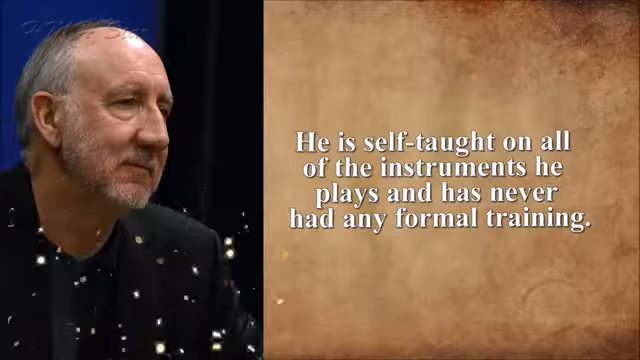 He is self-taught on all
of the instruments he
plays and has never
had any formal training.